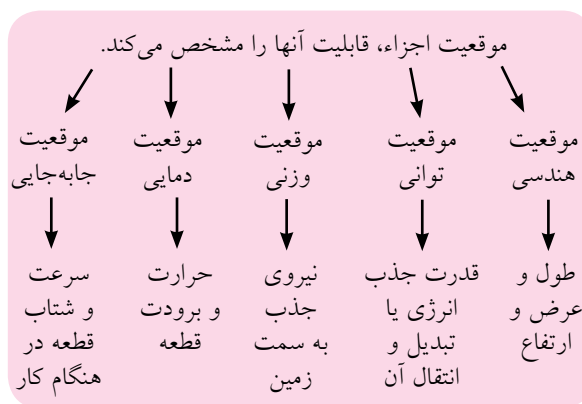 موقعیت اجزاء، قابلیت آنها را مشخص می‌کند.
موقعیت
هندسی
موقعیت
توانی
موقعیت
وزنی
موقعیت
دمایی
موقعیت
جابه‌جایی
طول و
عرض و
ارتفاع
قدرت جذب
انرژی یا
تبدیل و
انتقال آن
نیروی
جذب
به سمت
زمین
حرارت
و برودت
قطعه
سرعت
و شتاب
قطعه در
هنگام کار